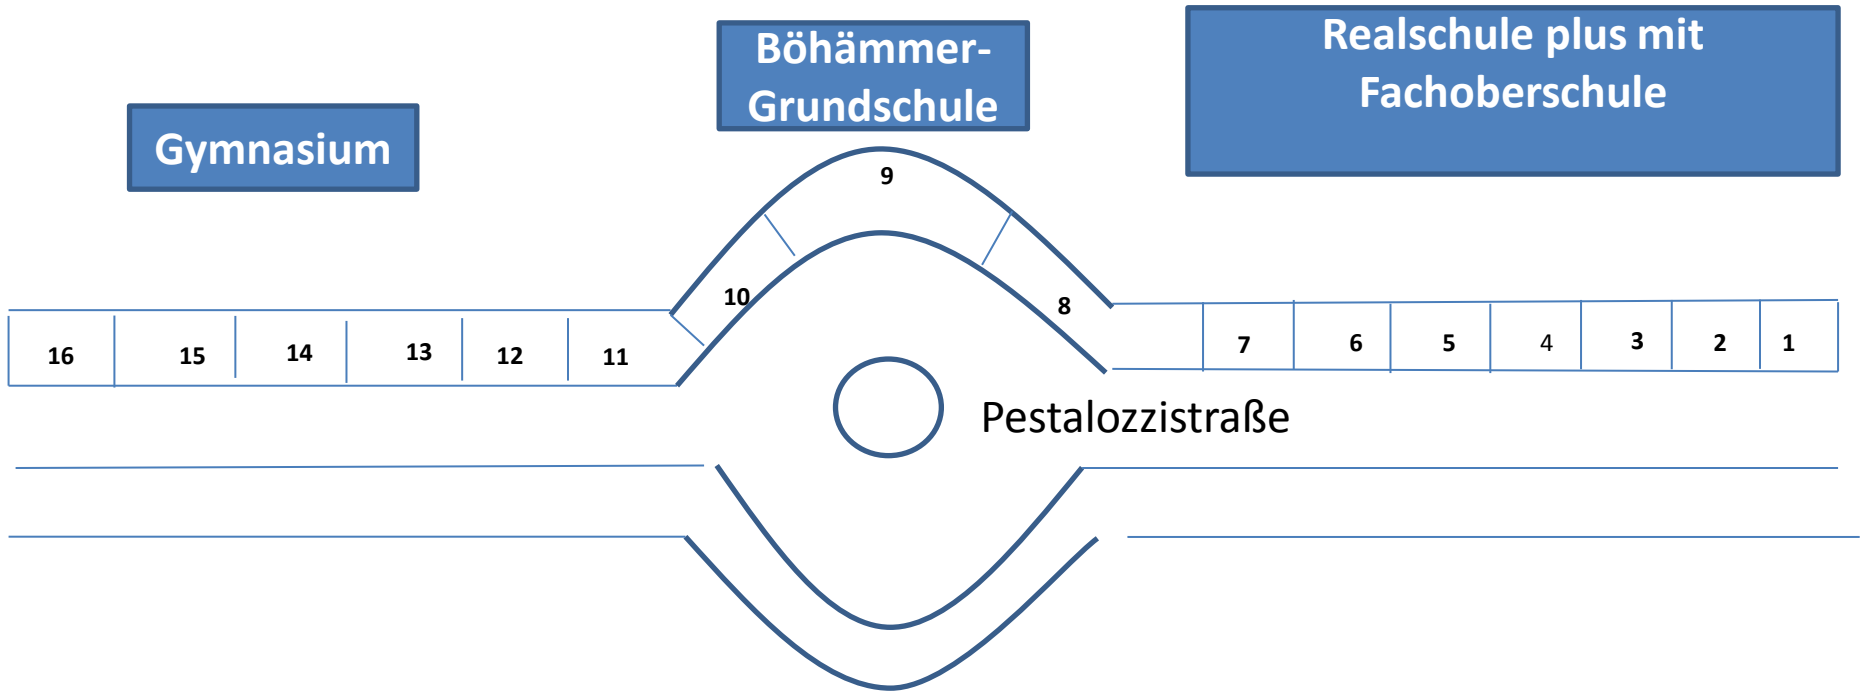 Gymnasium
Böhämmer-
Grundschule
Realschule plus mit
Fachoberschule
16 15 14 13 12 11 10 9 8 7 6 5 4 3 2 1
Pestalozzistraße